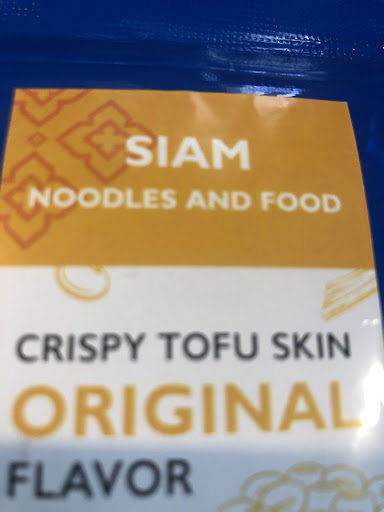 SIAM
NOODLES AND FOOD
CRISPY TOFU SKIN
ORIGINAL
FLAVOR